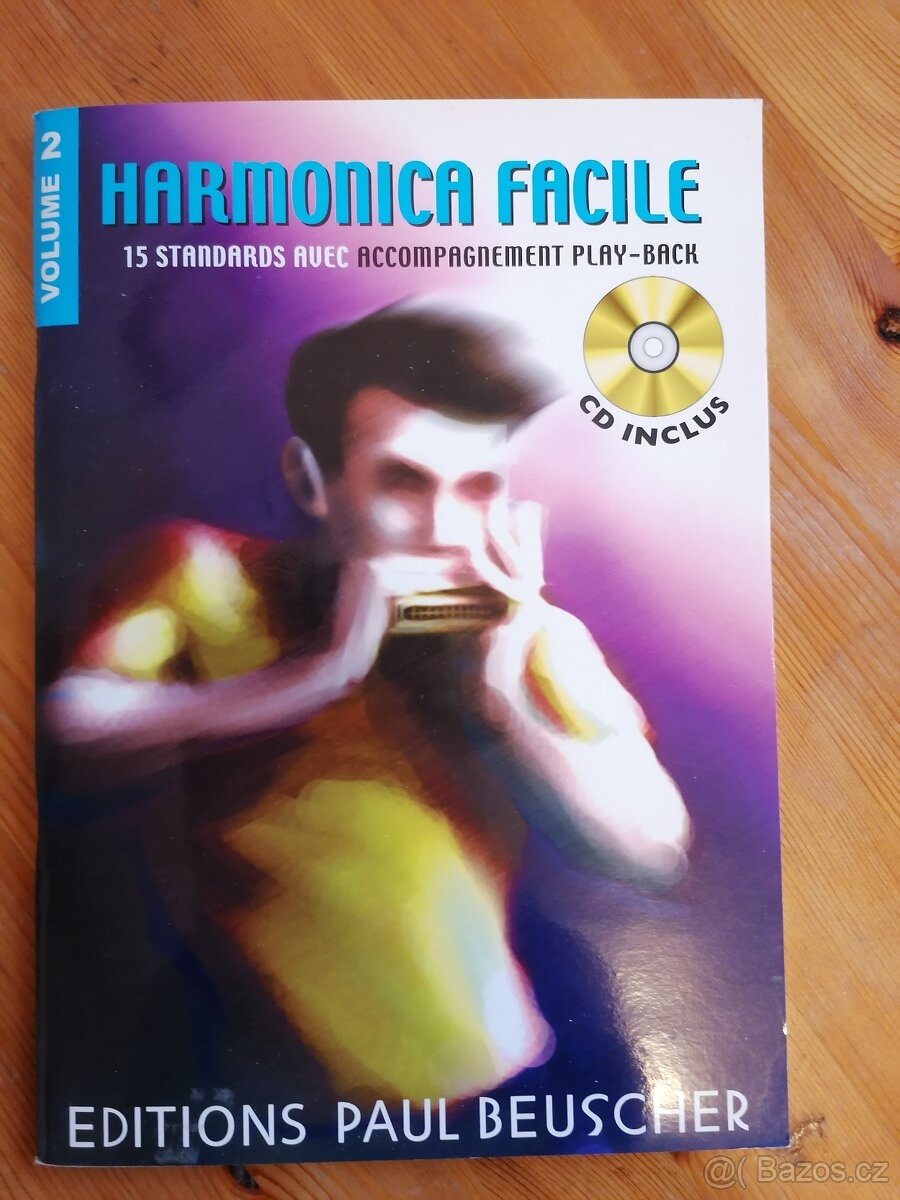 VOLUME 2
HARMONICA FACILE
15 STANDARDS AVEC ACCOMPAGNEMENT PLAY-BACK
CD INCLUS
EDITIONS PAUL BEUSCHER
@( Bazos.cz